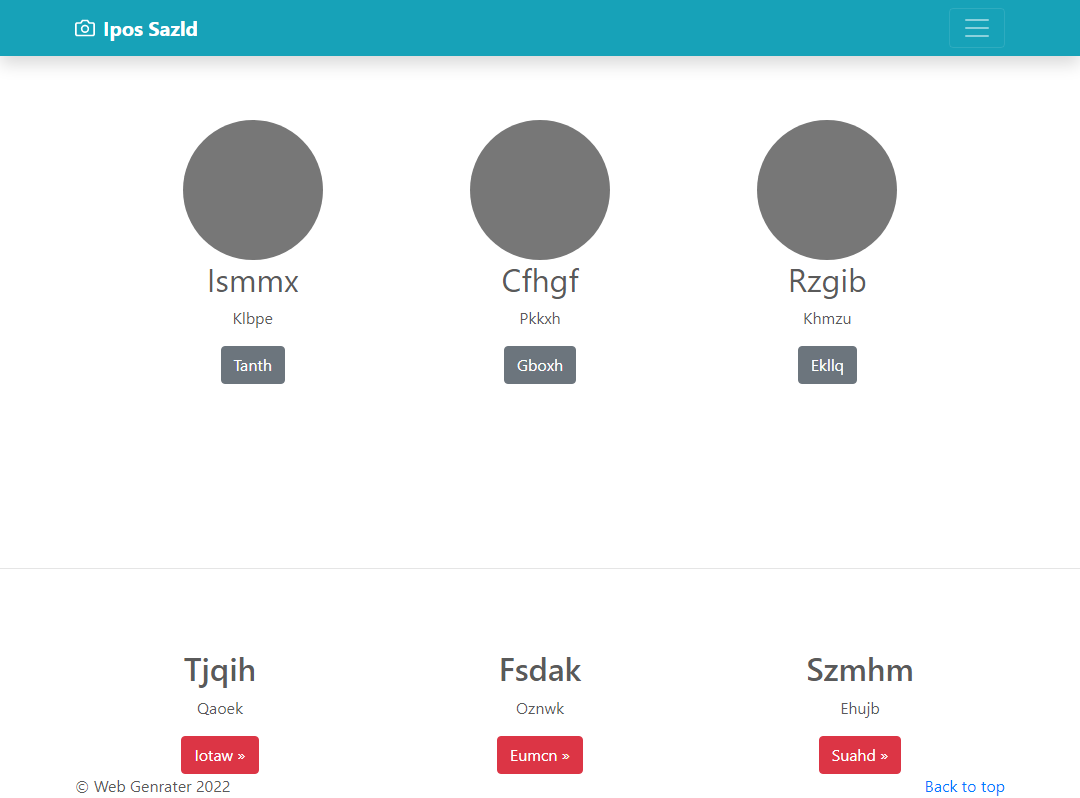 Ipos Sazld
Ismmx
Cfhgf
Rzgib
Klbpe
Pkkxh
Khmzu
Tanth
Gboxh
Ekllq
Tjqih
Fsdak
Szmhm
Qaoek
Oznwk
Ehujb
Iotaw »
Eumcn »
Suahd »
© Web Genrater 2022
Back to top